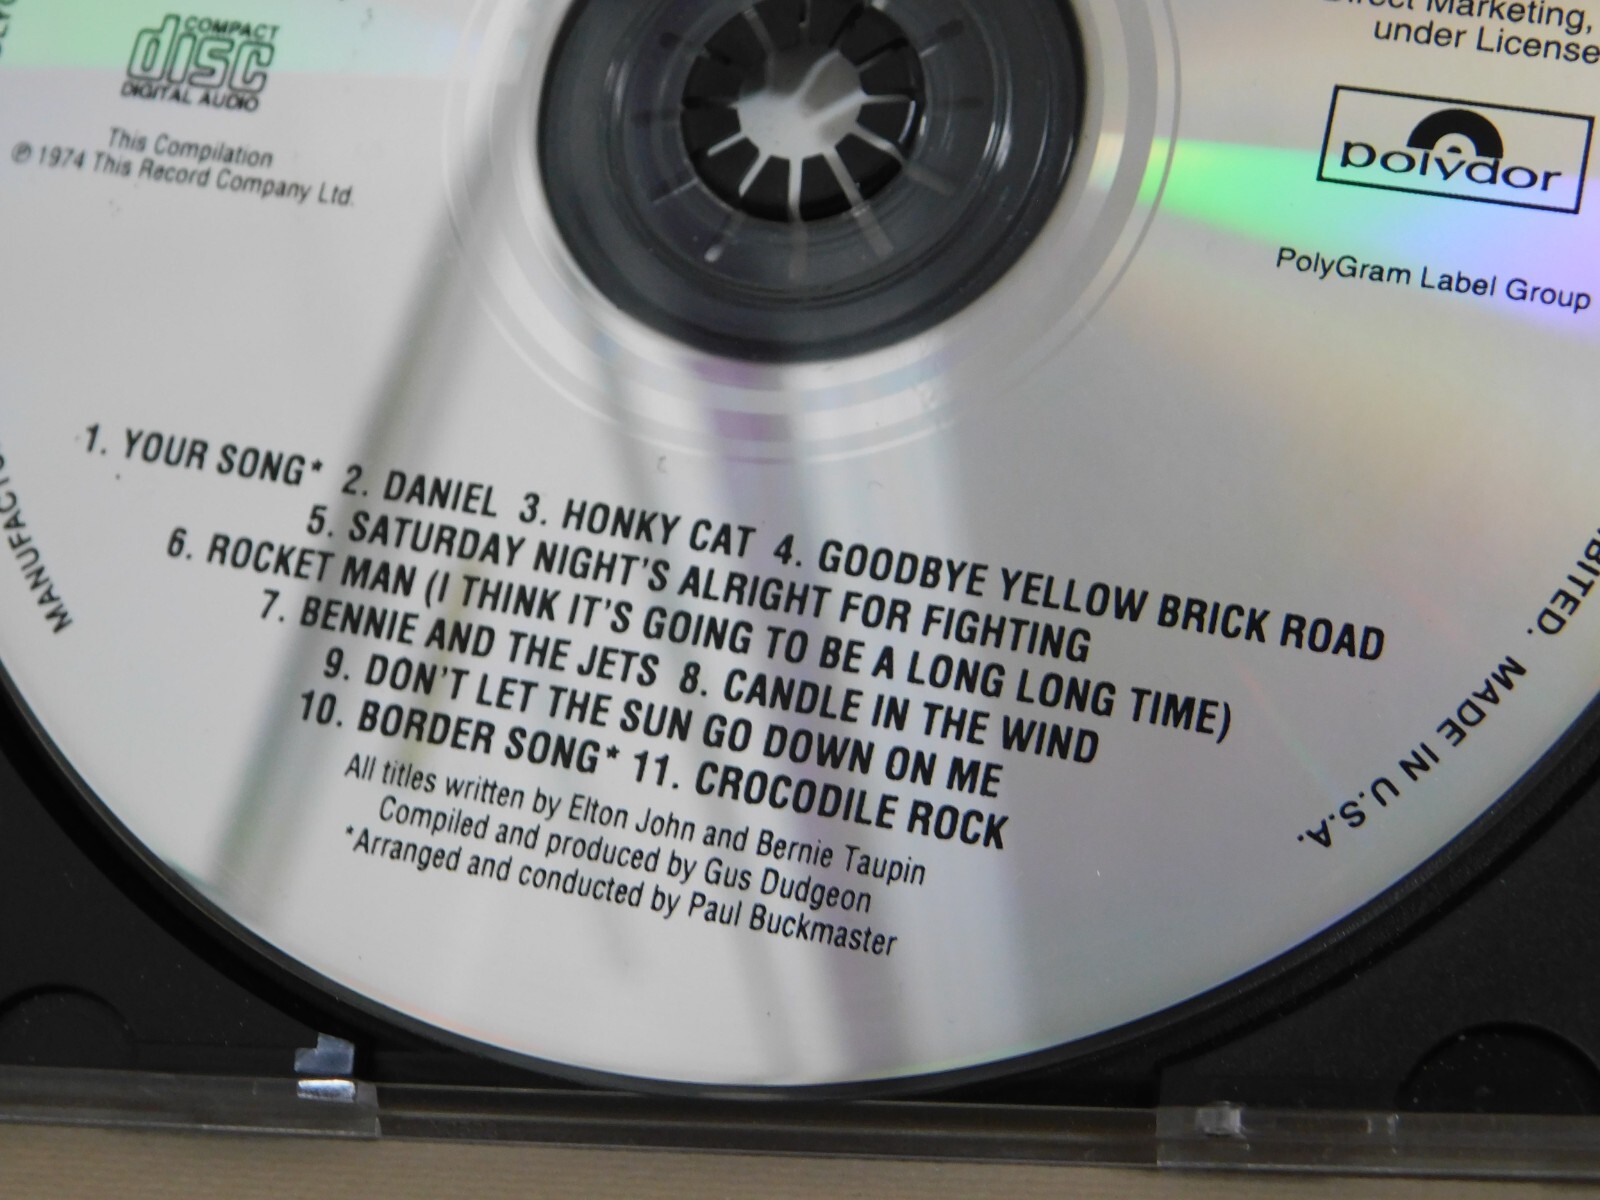 COMPACT
disc
DIGITAL AUDIO
This Compilation
℗ 1974 This Record Company Ltd.
Direct Marketing,
under License
polydor
PolyGram Label Group
1. YOUR SONG* 2. DANIEL 3. HONKY CAT 4. GOODBYE YELLOW BRICK ROAD
5. SATURDAY NIGHT'S ALRIGHT FOR FIGHTING
6. ROCKET MAN (I THINK IT'S GOING TO BE A LONG LONG TIME)
7. BENNIE AND THE JETS 8. CANDLE IN THE WIND
9. DON'T LET THE SUN GO DOWN ON ME
10. BORDER SONG* 11. CROCODILE ROCK
All titles written by Elton John and Bernie Taupin
Compiled and produced by Gus Dudgeon
*Arranged and conducted by Paul Buckmaster
MADE IN U.S.A.